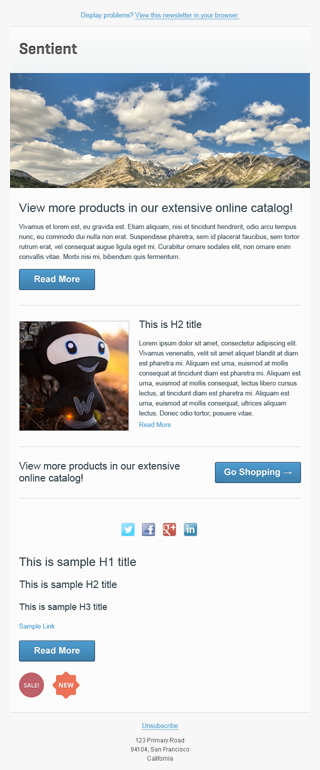 Display problems? View this newsletter in your browser.
Sentient
View more products in our extensive online catalog!
Vivamus et lorem est, eu gravida est. Etiam aliquam, nisi et tincidunt hendrerit, odio arcu tempus
nunc, eu commodo dui nulla non erat. Suspendisse pharetra, sem id placerat faucibus, sem tortor
rutrum erat, vel consequat augue ligula eget mi. Curabitur ornare sodales elit, non ornare enim
convallis vitae. Morbi nisi mi, bibendum quis fermentum.
Read More
This is H2 title
Lorem ipsum dolor sit amet, consectetur adipiscing elit.
Vivamus venenatis, velit sit amet aliquet blandit at diam
est pharetra mi. Aliquam est urna, euismod at mollis
consequat at tincidunt diam est pharetra mi. Aliquam est
urna, euismod at mollis consequat, lectus libero cursus
lectus, at tincidunt diam est pharetra mi. Aliquam est
urna, euismod at mollis consequat, vitae aliquam plus
lectus. Donec odio tortor, posuere vitae.
Read More
View more products in our extensive
online catalog!
Go Shopping →
This is sample H1 title
This is sample H2 title
This is sample H3 title
Sample Link
Read More
SALE!
NEW
Unsubscribe
123 Primary Road
94104, San Francisco
California